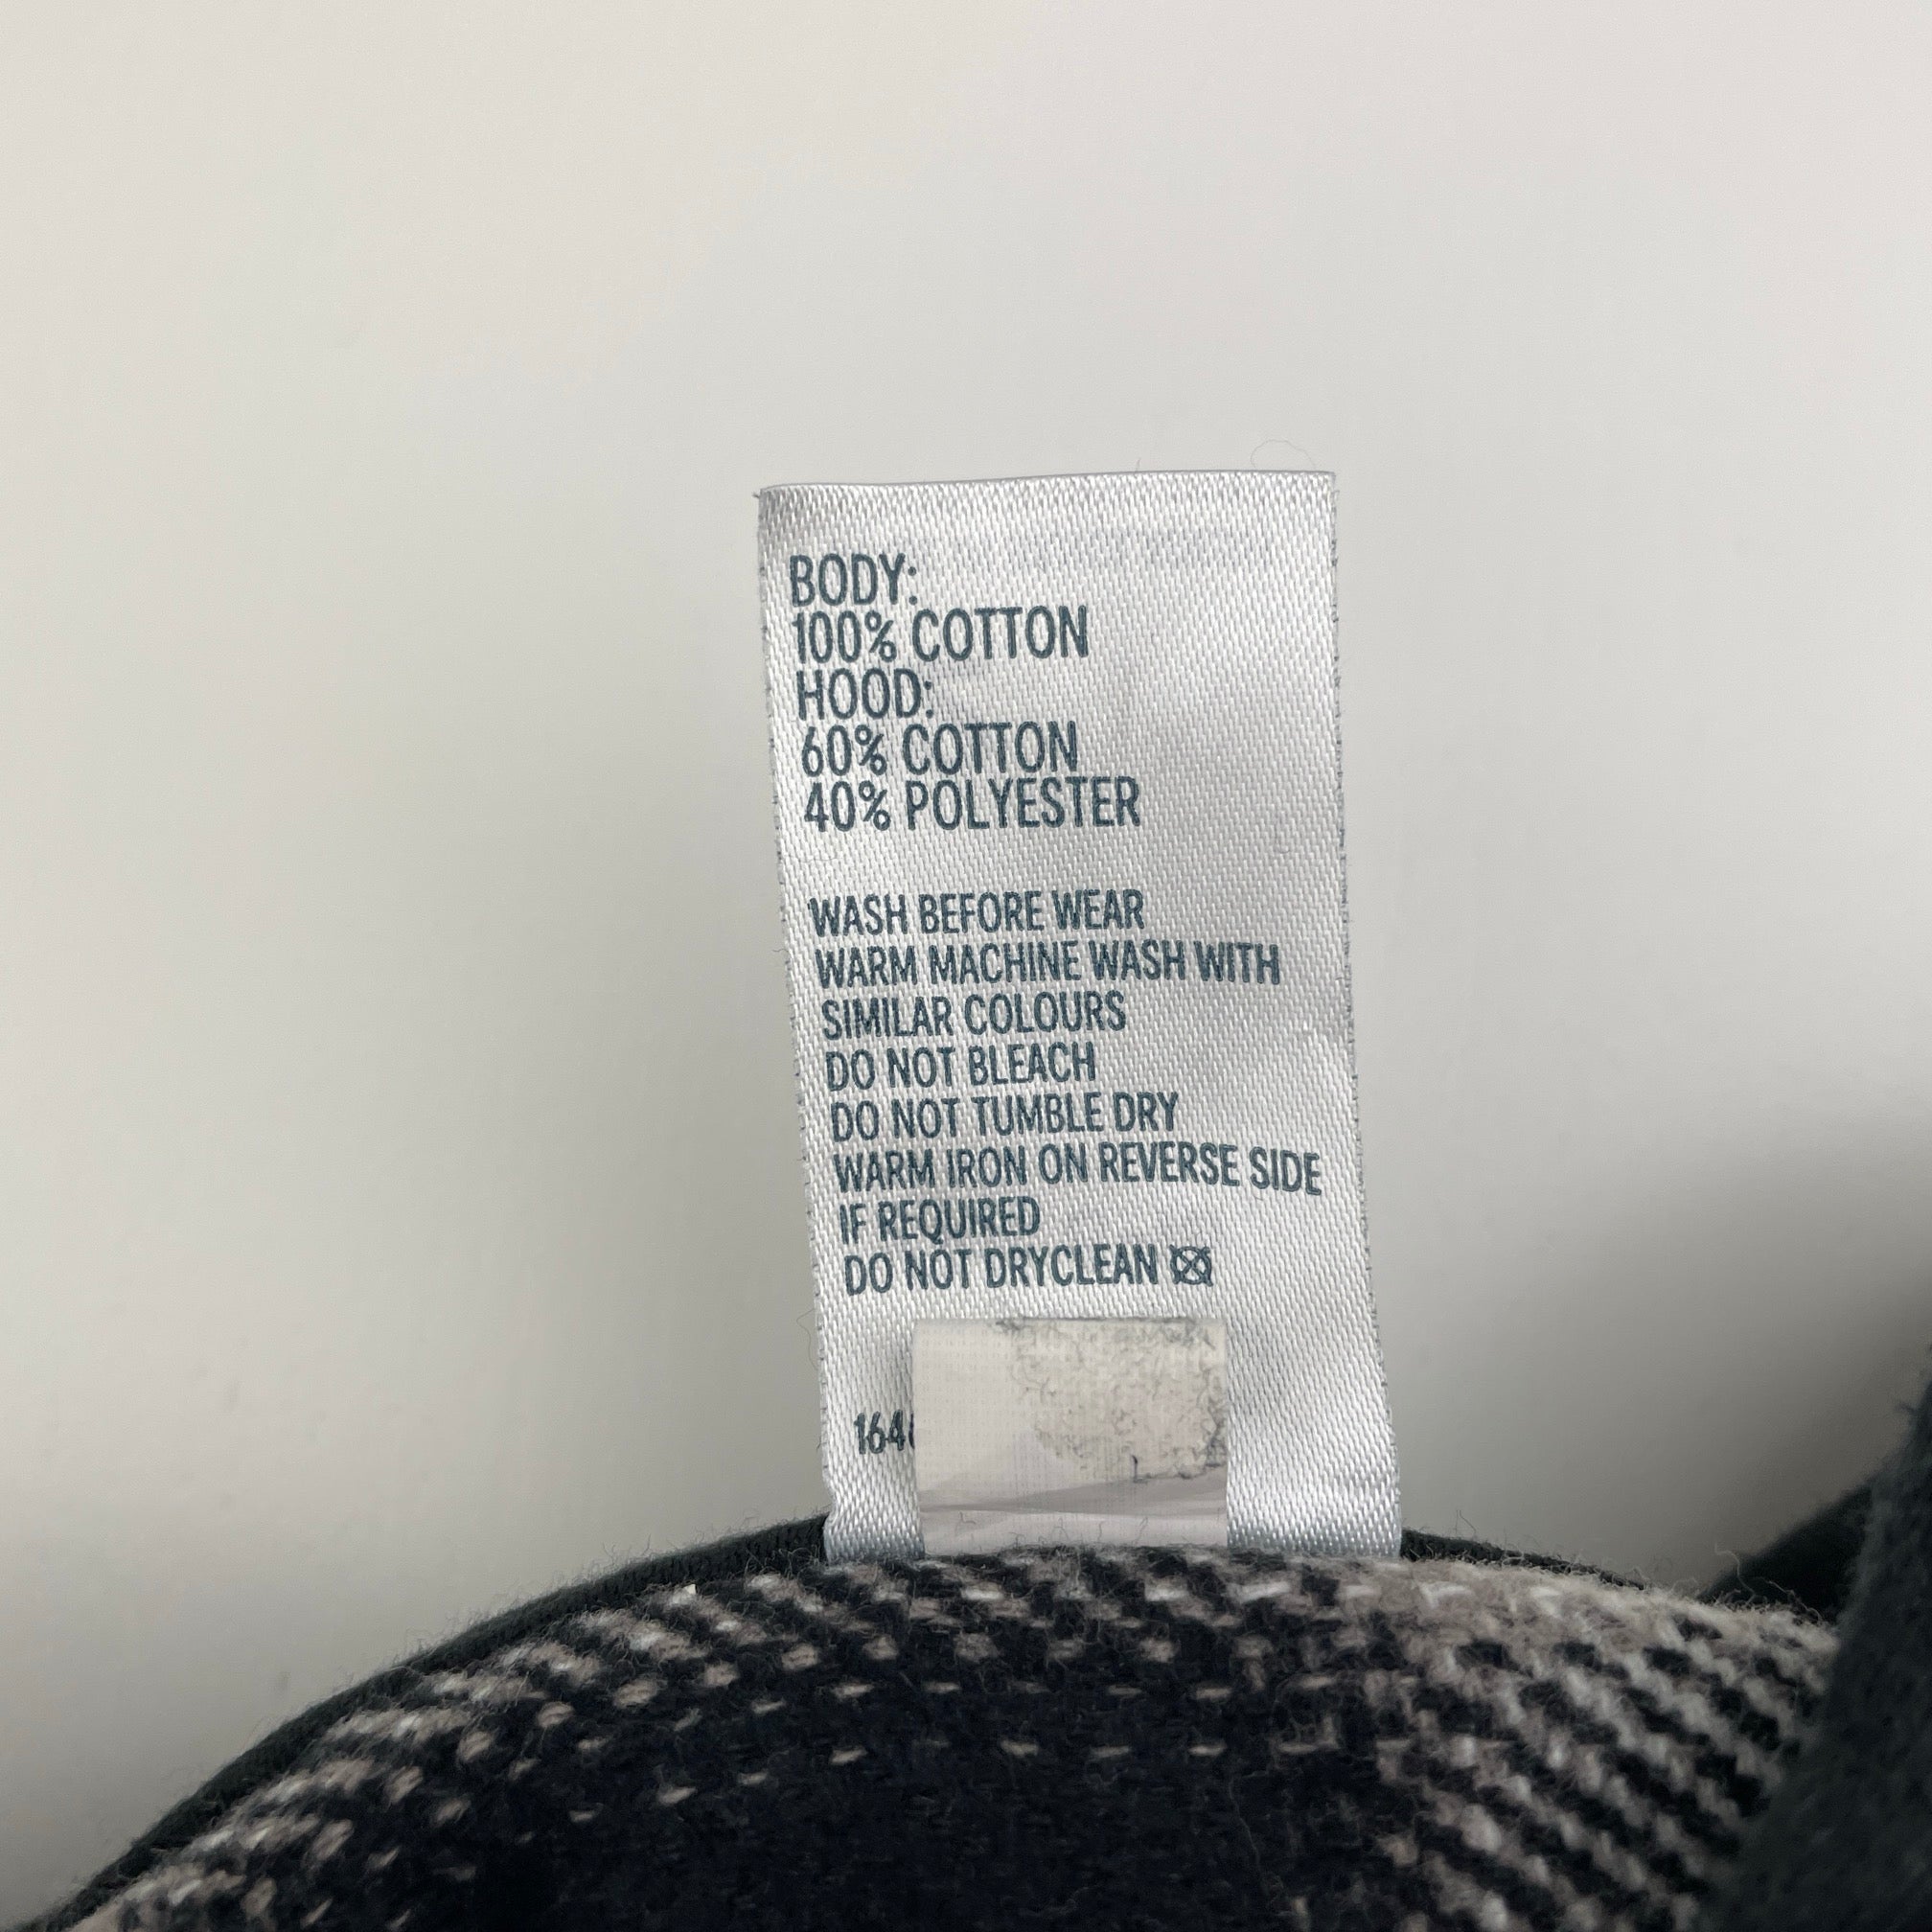 BODY:
100% COTTON
HOOD:
60% COTTON
40% POLYESTER
WASH BEFORE WEAR
WARM MACHINE WASH WITH
SIMILAR COLOURS
DO NOT BLEACH
DO NOT TUMBLE DRY
WARM IRON ON REVERSE SIDE
IF REQUIRED
DO NOT DRYCLEAN